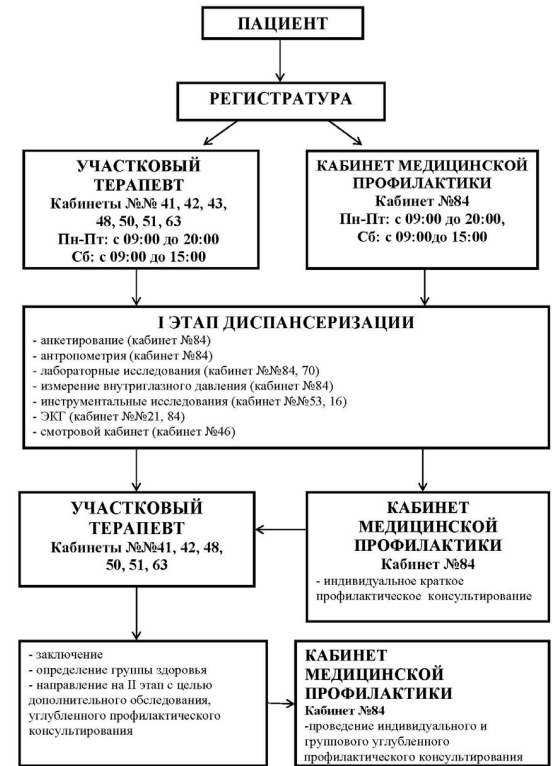 ПАЦИЕНТ
РЕГИСТРАТУРА
УЧАСТКОВЫЙ
ТЕРАПЕВТ
Кабинеты №№ 41, 42, 43,
48, 50, 51, 63
Пн-Пт: с 09:00 до 20:00
Сб: с 09:00 до 15:00
КАБИНЕТ МЕДИЦИНСКОЙ
ПРОФИЛАКТИКИ
Кабинет №84
Пн-Пт: с 09:00 до 20:00,
Сб: с 09:00до 15:00
I ЭТАП ДИСПАНСЕРИЗАЦИИ
- анкетирование (кабинет №84)
- антропометрия (кабинет №84)
- лабораторные исследования (кабинет №№84, 70)
- измерение внутриглазного давления (кабинет №84)
- инструментальные исследования (кабинет №№53, 16)
- ЭКГ (кабинет №№21, 84)
- смотровой кабинет (кабинет №46)
УЧАСТКОВЫЙ
ТЕРАПЕВТ
Кабинеты №№41, 42, 48,
50, 51, 63
КАБИНЕТ
МЕДИЦИНСКОЙ
ПРОФИЛАКТИКИ
Кабинет №84
- индивидуальное краткое
профилактическое консультирование
- заключение
- определение группы здоровья
- направление на II этап с целью
дополнительного обследования,
углубленного профилактического
консультирования
КАБИНЕТ
МЕДИЦИНСКОЙ
ПРОФИЛАКТИКИ
Кабинет №84
-проведение индивидуального и
группового углубленного
профилактического консультирования